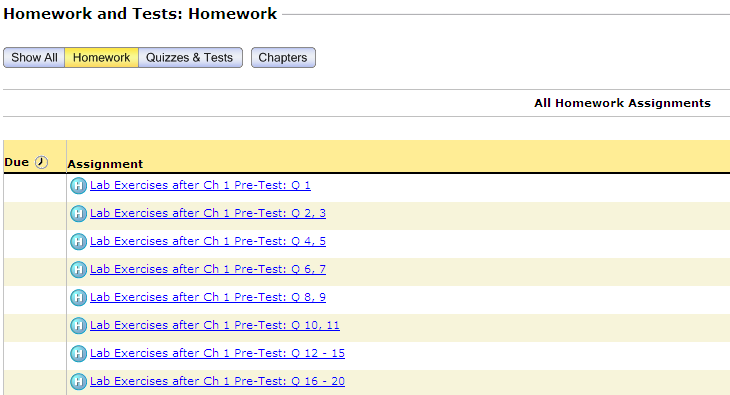 Homework and Tests: Homework
Show All Homework Quizzes & Tests Chapters
All Homework Assignments
Due Assignment
H Lab Exercises after Ch 1 Pre-Test: Q 1
H Lab Exercises after Ch 1 Pre-Test: Q 2, 3
H Lab Exercises after Ch 1 Pre-Test: Q 4, 5
H Lab Exercises after Ch 1 Pre-Test: Q 6, 7
H Lab Exercises after Ch 1 Pre-Test: Q 8, 9
H Lab Exercises after Ch 1 Pre-Test: Q 10, 11
H Lab Exercises after Ch 1 Pre-Test: Q 12 - 15
H Lab Exercises after Ch 1 Pre-Test: Q 16 - 20